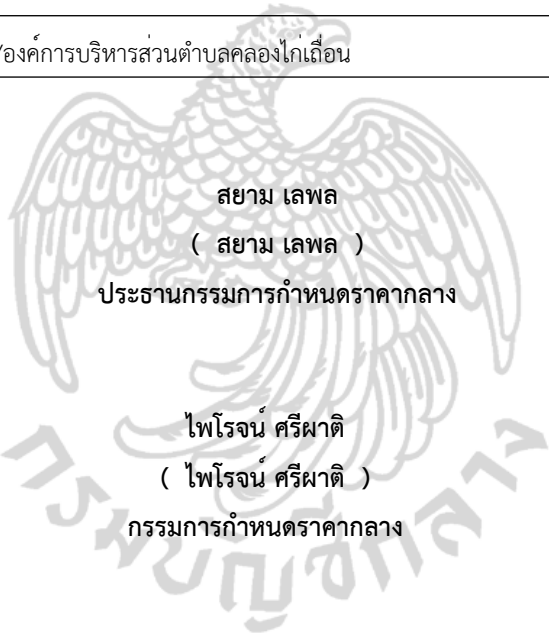 /องค์การบริหารส่วนตำบลคลองไก่เถื่อน
สยาม เลพล
( สยาม เลพล )
ประธานกรรมการกำหนดราคากลาง
ไพโรจน์ ศรีผาติ
( ไพโรจน์ ศรีผาติ )
กรรมการกำหนดราคากลาง
กรมบัญชีกลาง